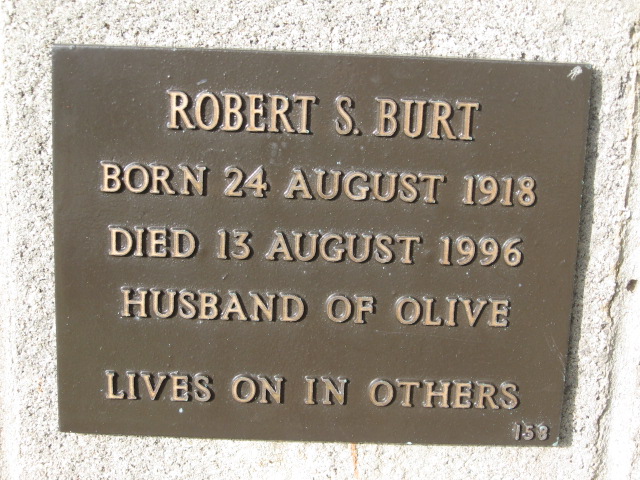 ROBERT S. BURT
BORN 24 AUGUST 1918
DIED 13 AUGUST 1996
HUSBAND OF OLIVE
LIVES ON IN OTHERS
158